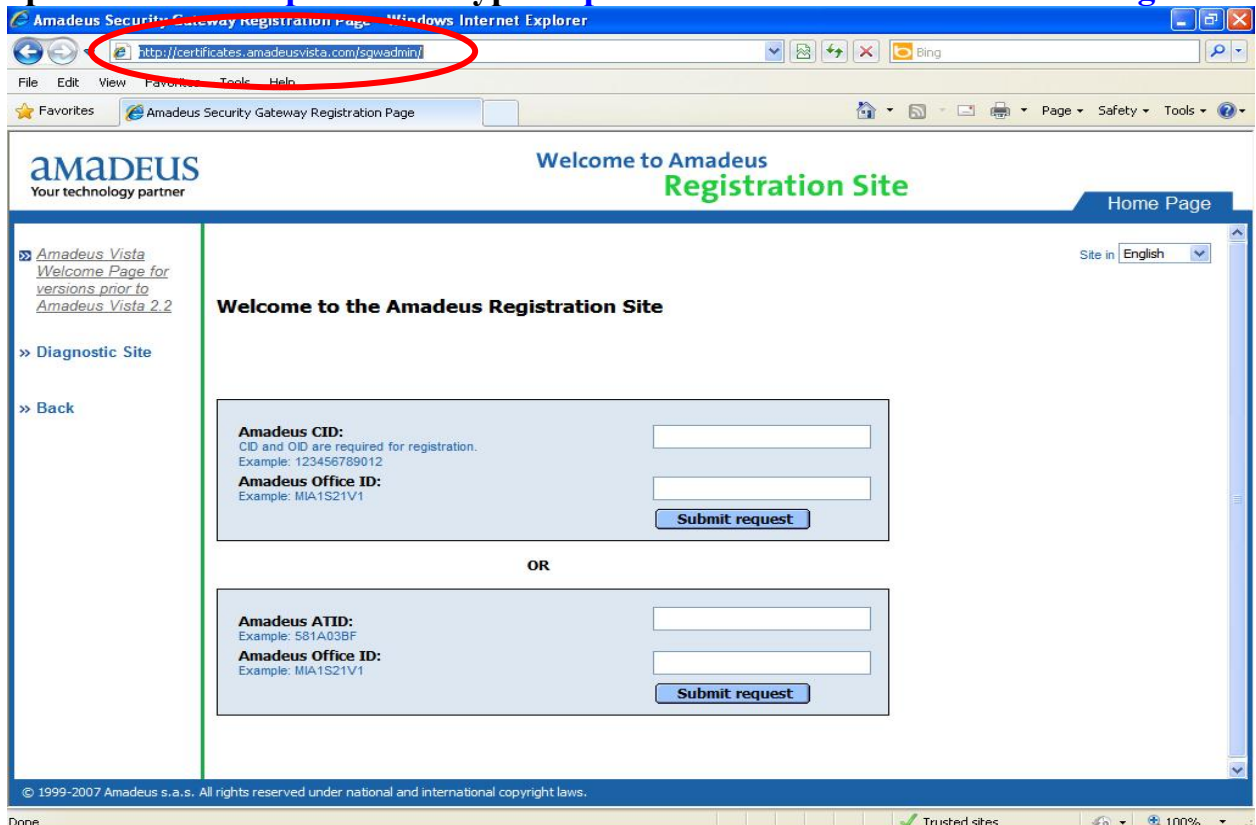 Amadeus Security Gateway Registration Page - Windows Internet Explorer
http://certificates.amadeusvista.com/sgwadmin/
Bing
File Edit View Favorites Tools Help
Favorites
Amadeus Security Gateway Registration Page
Page Safety Tools
amadeus
Your technology partner
Welcome to Amadeus
Registration Site
Home Page
Amadeus Vista
Welcome Page for
versions prior to
Amadeus Vista 2.2
» Diagnostic Site
» Back
Site in English
Welcome to the Amadeus Registration Site
Amadeus CID:
CID and OID are required for registration.
Example: 123456789012
Amadeus Office ID:
Example: MIA1S21V1
Submit request
OR
Amadeus ATID:
Example: 581A03BF
Amadeus Office ID:
Example: MIA1S21V1
Submit request
© 1999-2007 Amadeus s.a.s. All rights reserved under national and international copyright laws.
Done
Trusted sites
100%